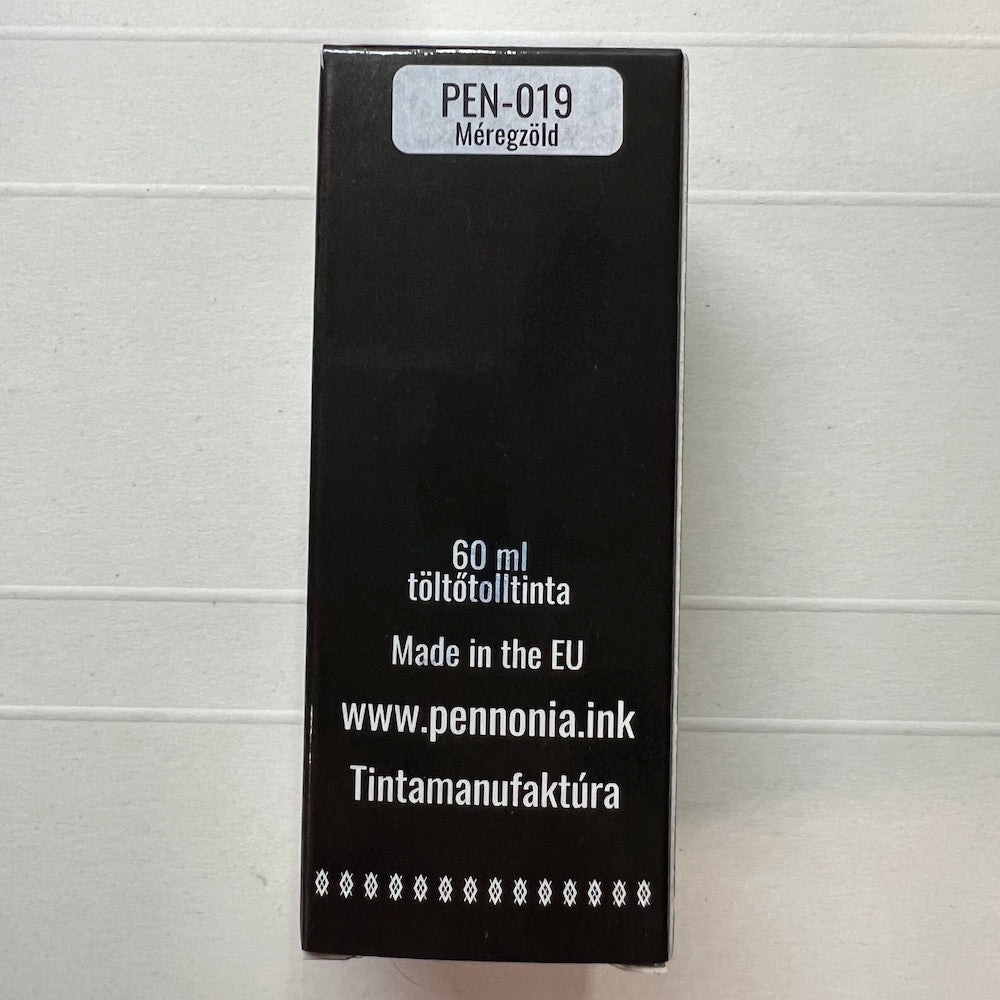 PEN-019
Méregzöld
60 ml
töltőtolltinta
Made in the EU
www.pennonia.ink
Tintamanufaktúra